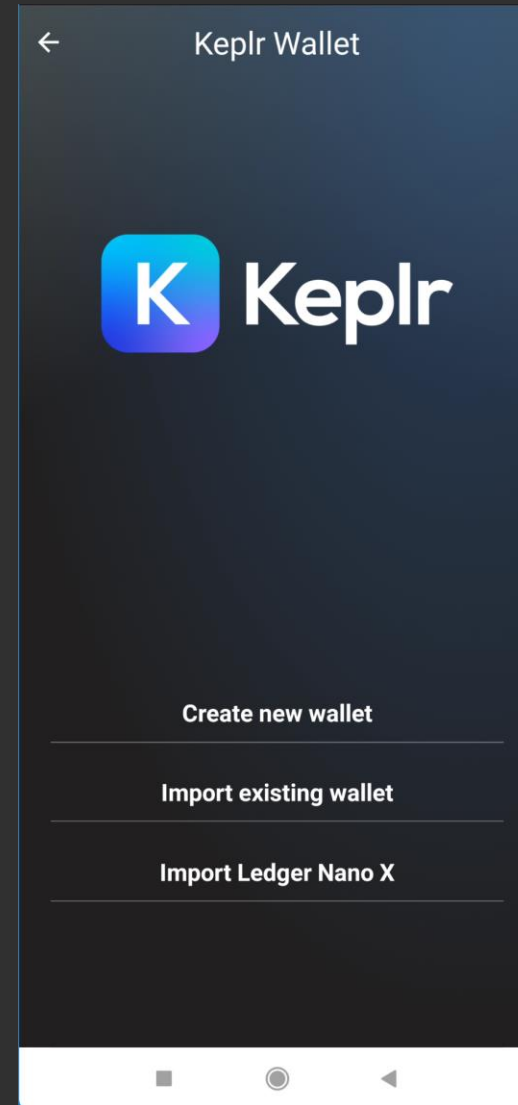 Keplr Wallet
K Keplr
Create new wallet
Import existing wallet
Import Ledger Nano X